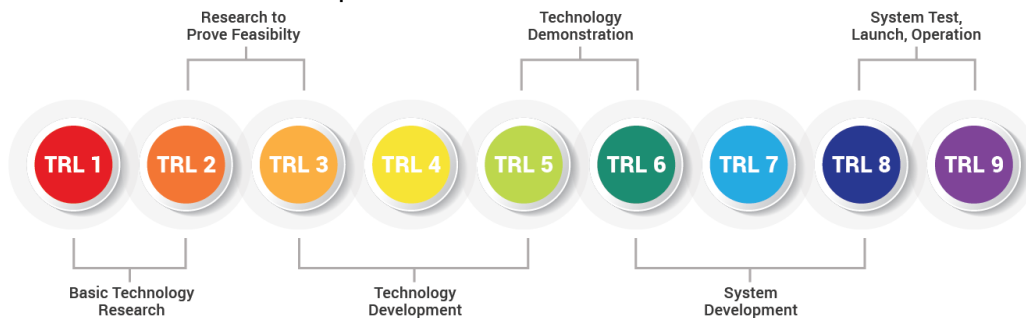 Research to
Prove Feasibilty
Technology
Demonstration
System Test,
Launch, Operation
TRL 1
TRL 2
TRL 3
TRL 4
TRL 5
TRL 6
TRL 7
TRL 8
TRL 9
Basic Technology
Research
Technology
Development
System
Development